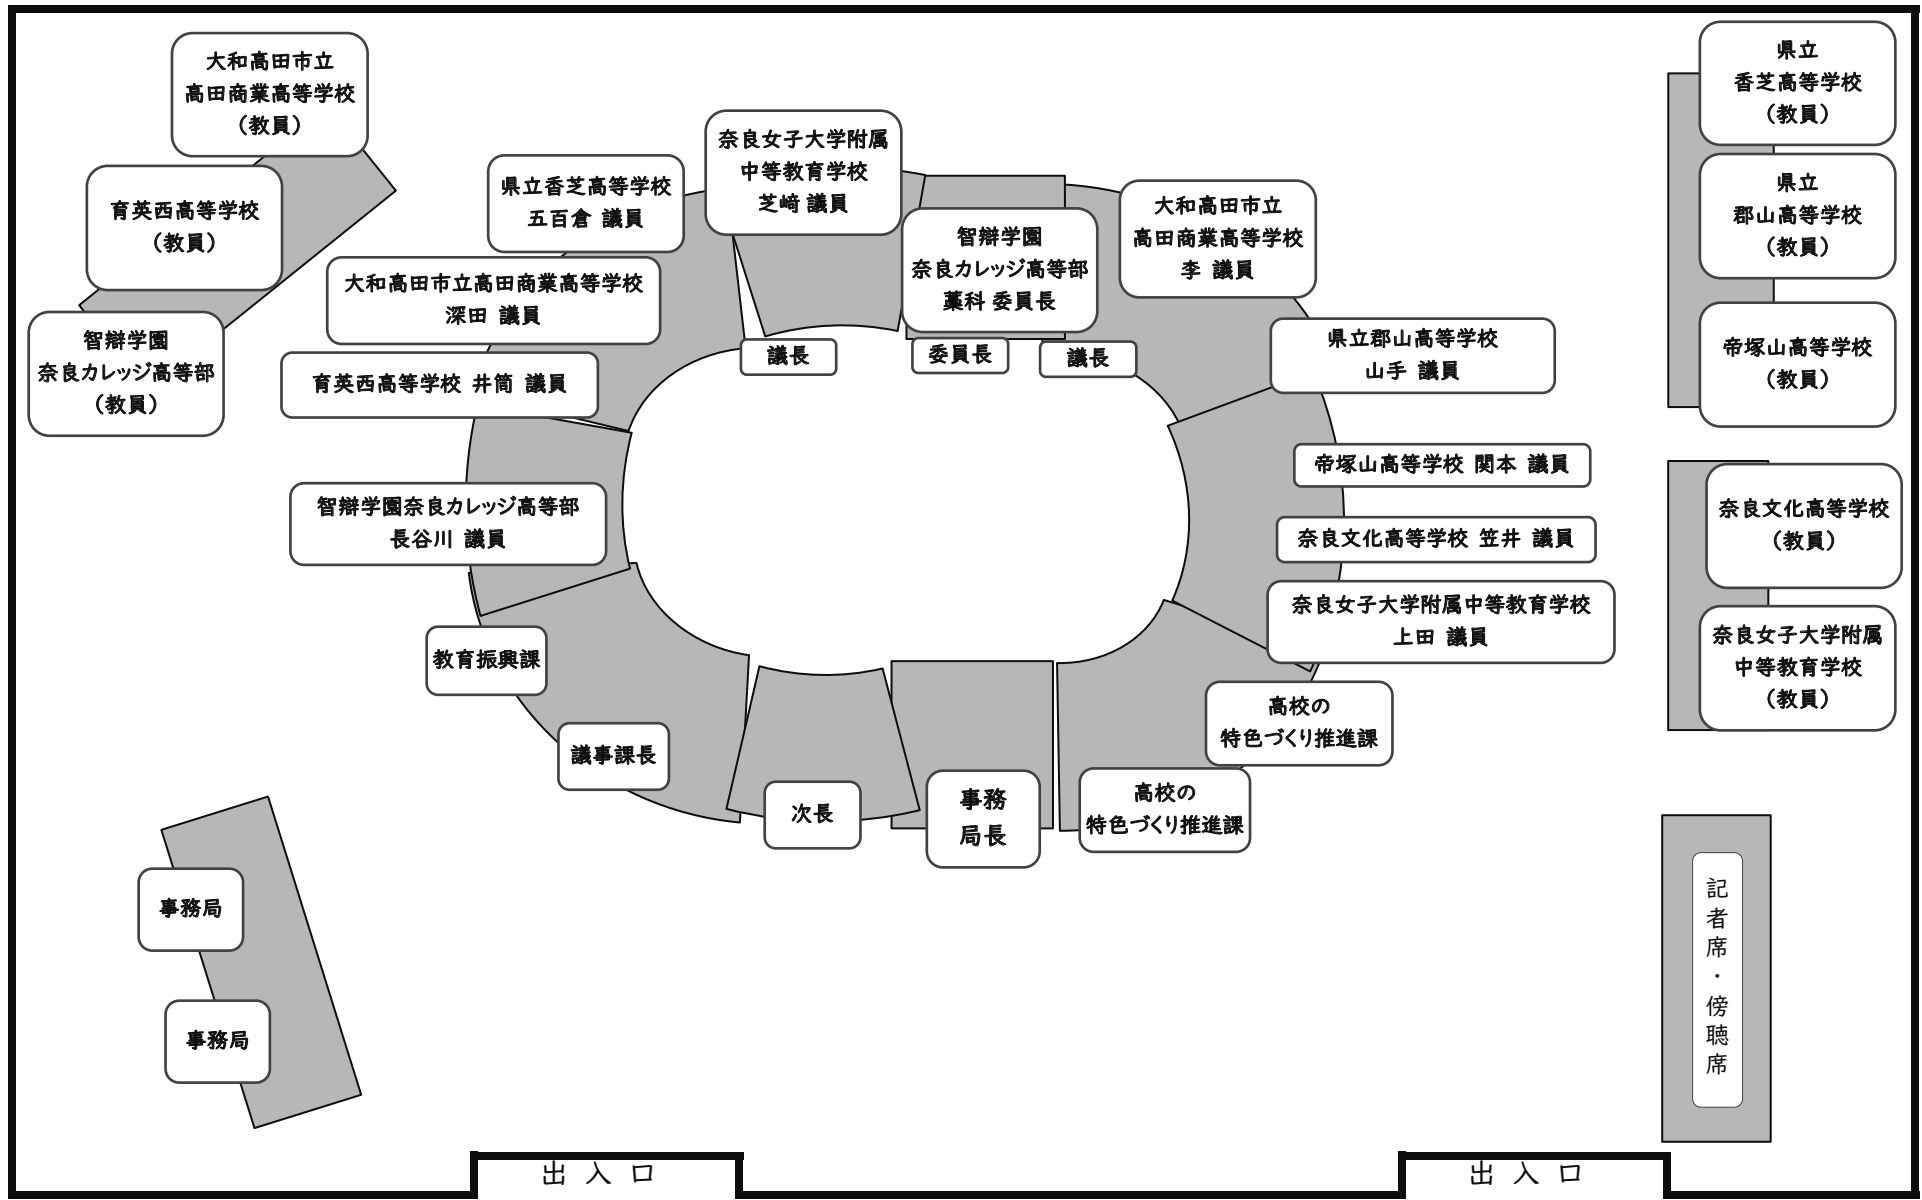 大和高田市立
高田商業高等学校
（教員）
育英西高等学校
（教員）
智辯学園
奈良カレッジ高等部
（教員）
県立香芝高等学校
五百倉 議員
大和高田市立高田商業高等学校
深田 議員
育英西高等学校 井筒 議員
智辯学園奈良カレッジ高等部
長谷川 議員
奈良女子大学附属
中等教育学校
芝﨑 議員
議長
智辯学園
奈良カレッジ高等部
藁科 委員長
委員長
議長
大和高田市立
高田商業高等学校
李 議員
県立郡山高等学校
山手 議員
帝塚山高等学校 関本 議員
奈良文化高等学校 笠井 議員
奈良女子大学附属中等教育学校
上田 議員
高校の
特色づくり推進課
高校の
特色づくり推進課
事務
局長
次長
議事課長
教育振興課
県立
香芝高等学校
（教員）
県立
郡山高等学校
（教員）
帝塚山高等学校
（教員）
奈良文化高等学校
（教員）
奈良女子大学附属
中等教育学校
（教員）
事務局
事務局
記者席・傍聴席
出入口
出入口